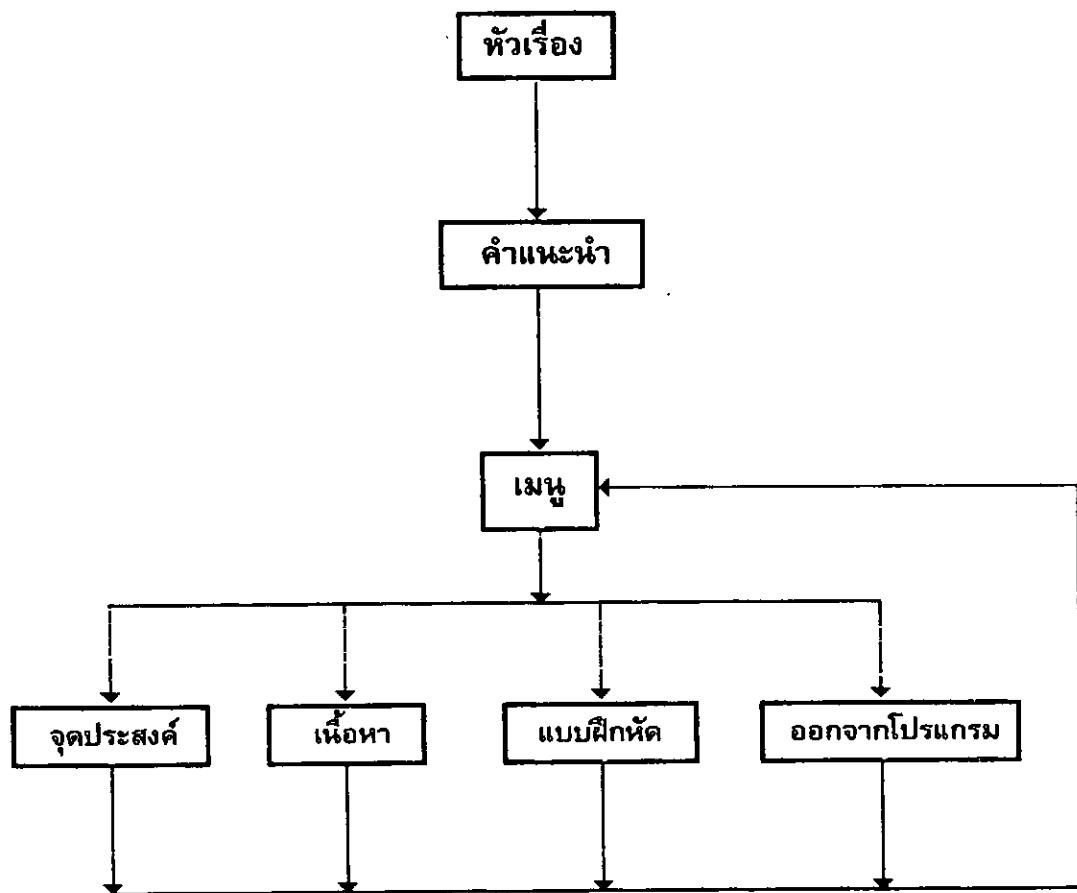 หัวเรื่อง
คำแนะนำ
เมนู
จุดประสงค์
เนื้อหา
แบบฝึกหัด
ออกจากโปรแกรม